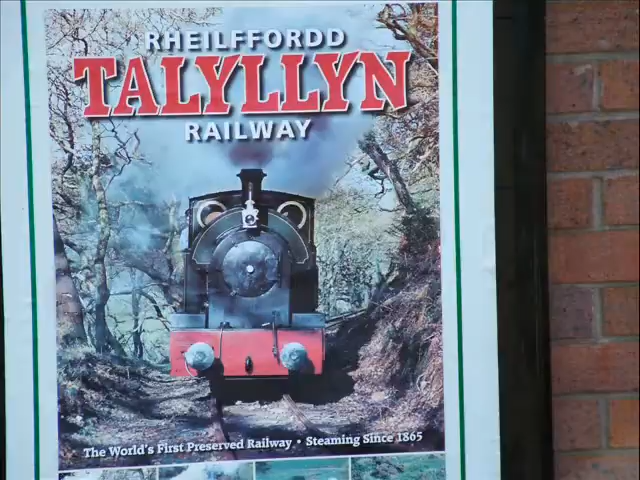 RHEILFFORDD
TALYLLYN
RAILWAY
The World's First Preserved Railway • Steaming Since 1865